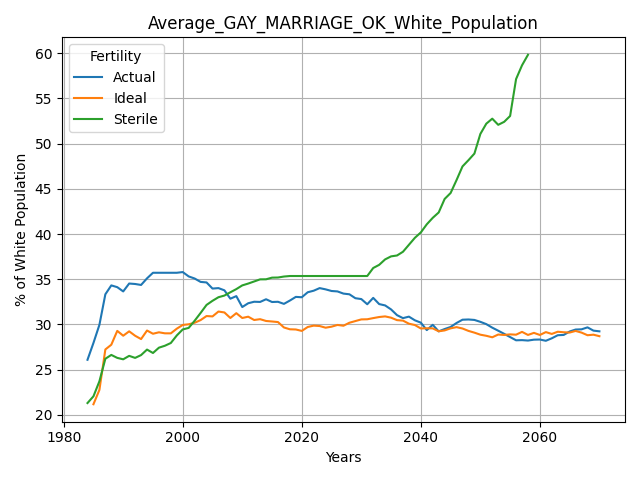 Average_GAY_MARRIAGE_OK_White_Population
Fertility
Actual
Ideal
Sterile
60
55
50
45
40
35
30
25
20
% of White Population
1980
2000
2020
2040
2060
Years